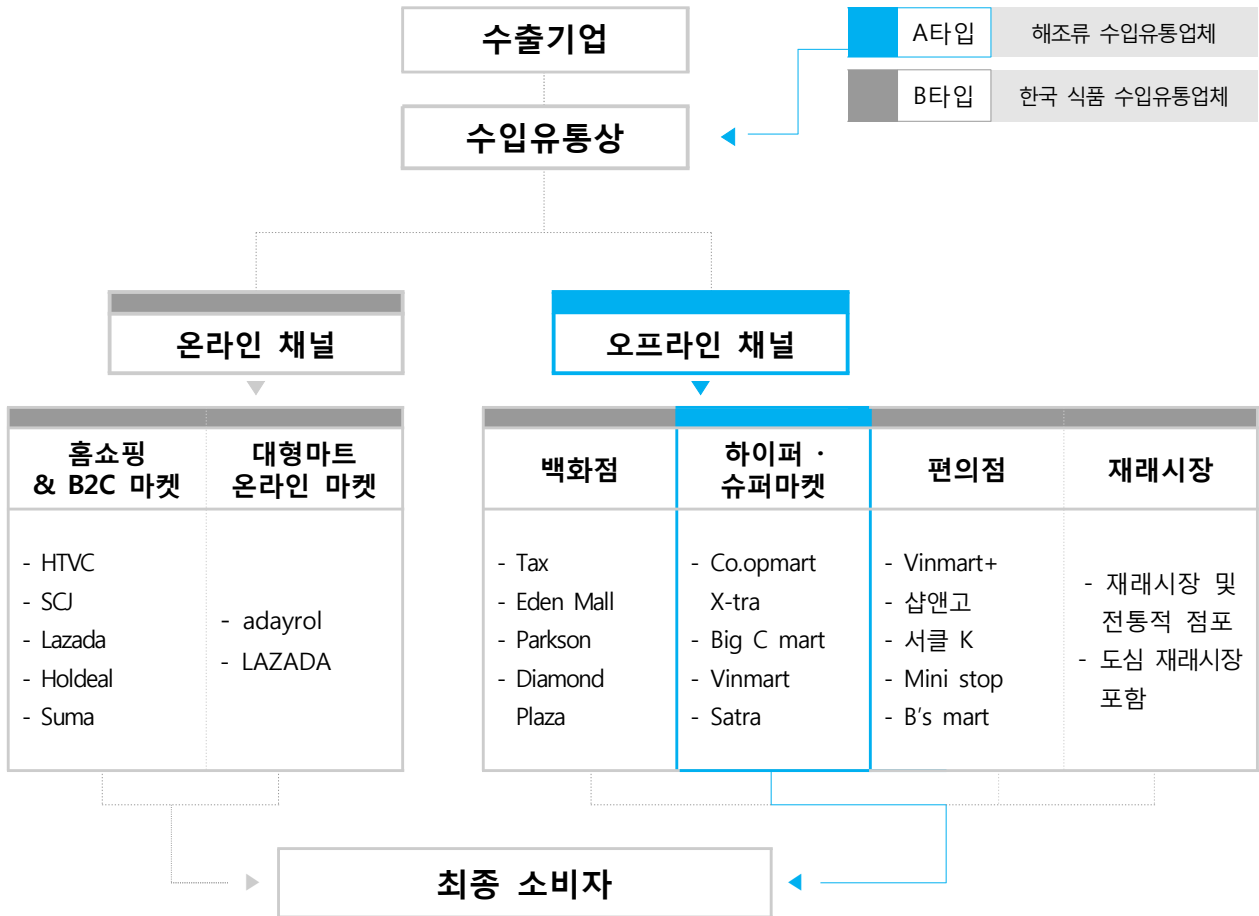 수출기업
A타입 해조류 수입유통업체
B타입 한국 식품 수입유통업체
수입유통상
온라인 채널
오프라인 채널
홈쇼핑
& B2C 마켓
대형마트
온라인 마켓
백화점
하이퍼 ·
슈퍼마켓
편의점
재래시장
- HTVC
- SCJ
- Lazada
- Holdeal
- Suma
- adayrol
- LAZADA
- Tax
- Eden Mall
- Parkson
- Diamond
Plaza
- Co.opmart
X-tra
- Big C mart
- Vinmart
- Satra
- Vinmart+
- 샵앤고
- 서클 K
- Mini stop
- B's mart
- 재래시장 및
전통적 점포
- 도심 재래시장
포함
최종 소비자